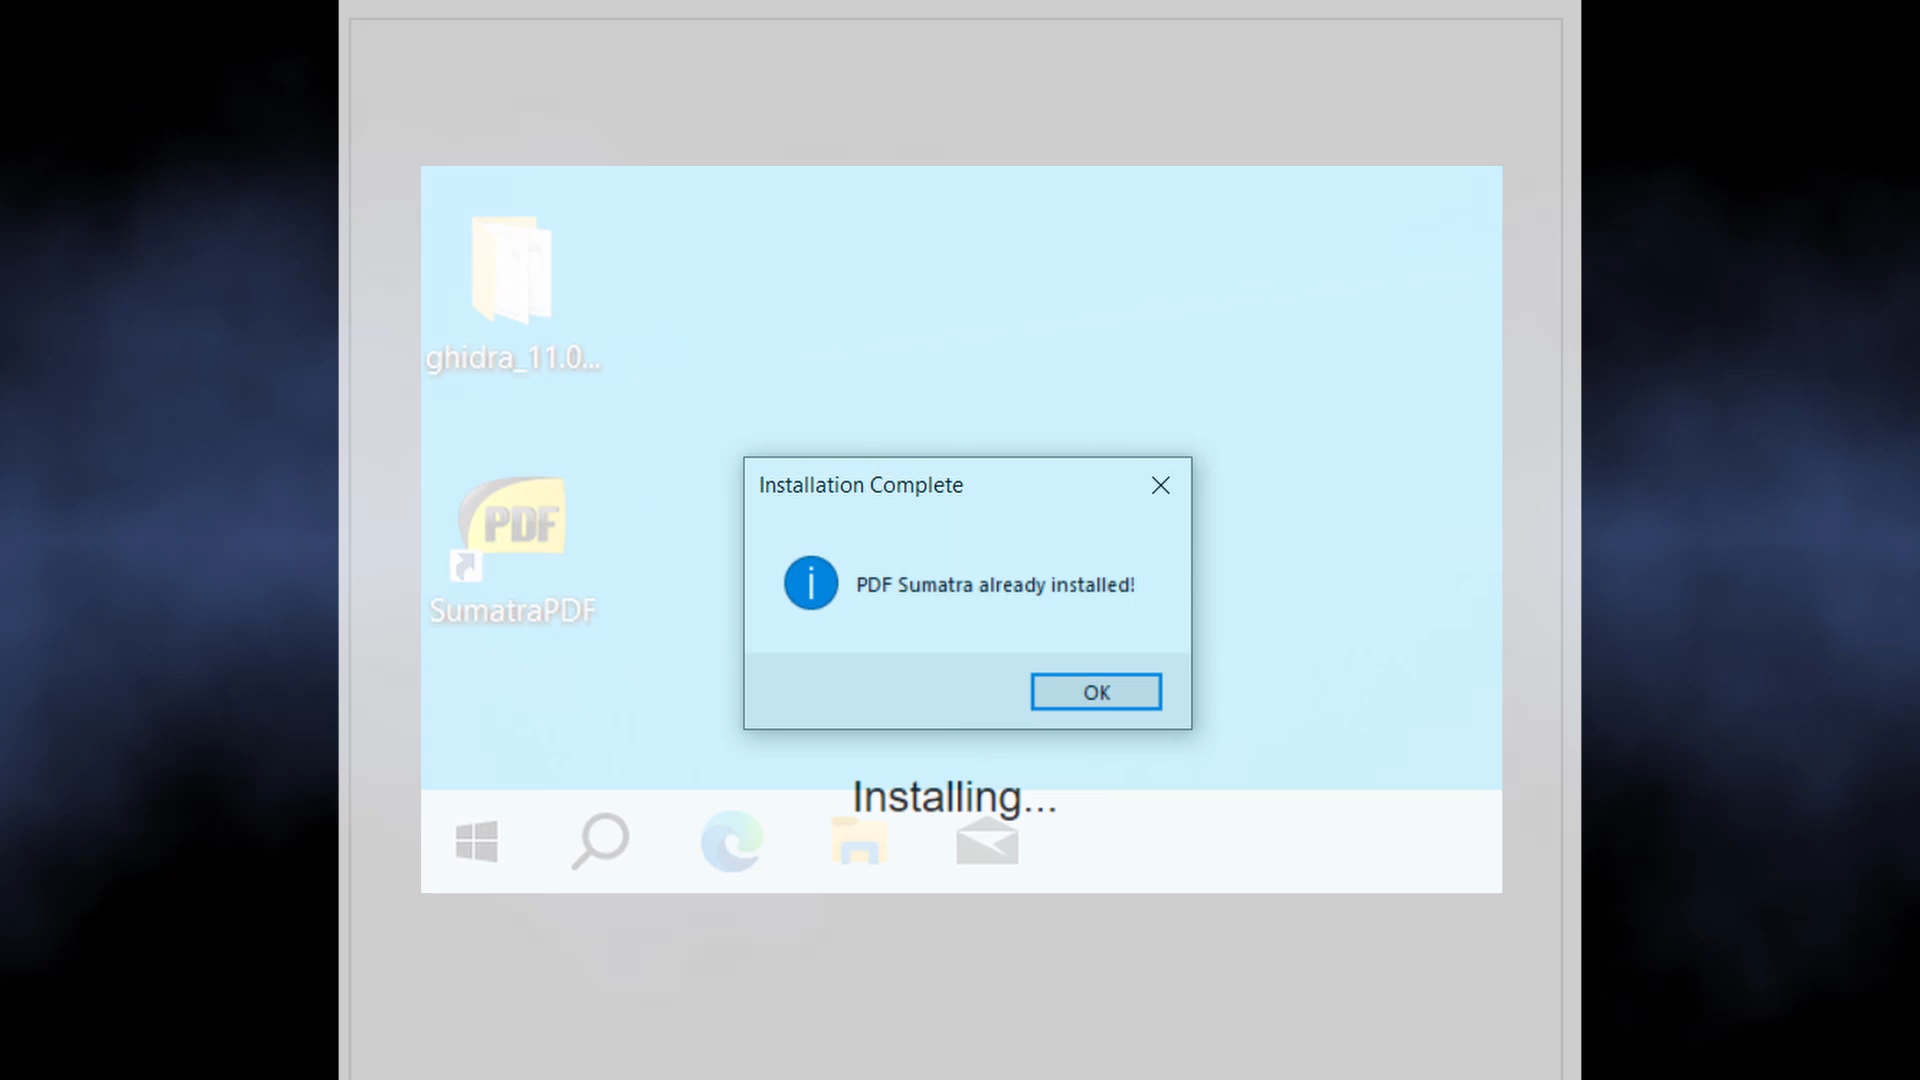 ghidra_11.0...
PDF
SumatraPDF
Installation Complete
i
PDF Sumatra already installed!
OK
Installing...